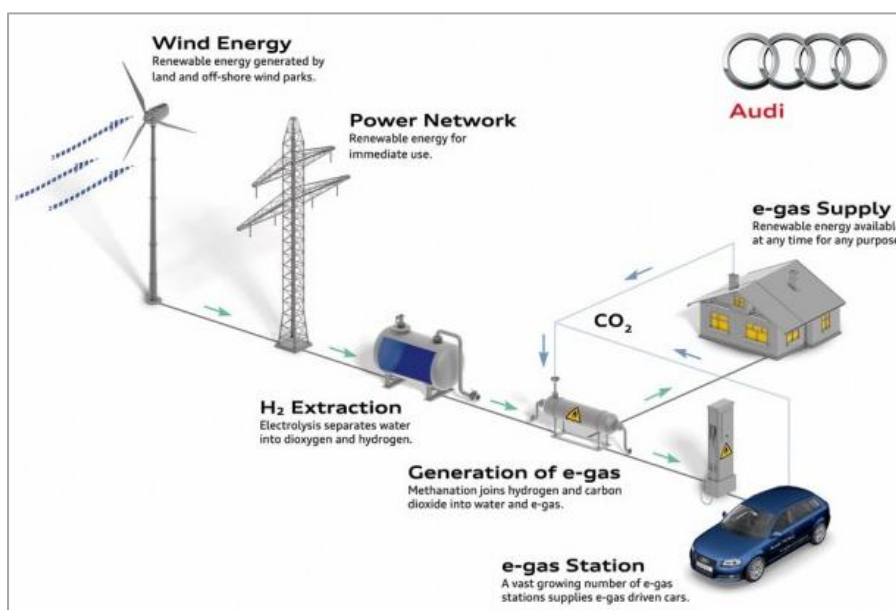 Wind Energy
Renewable energy generated by
land and off-shore wind parks.
Audi
Power Network
Renewable energy for
immediate use.
e-gas Supply
Renewable energy available
at any time for any purpose
CO₂
H₂ Extraction
Electrolysis separates water
into dioxygen and hydrogen.
Generation of e-gas
Methanation joins hydrogen and carbon
dioxide into water and e-gas.
e-gas Station
A vast growing number of e-gas
stations supplies e-gas driven cars.